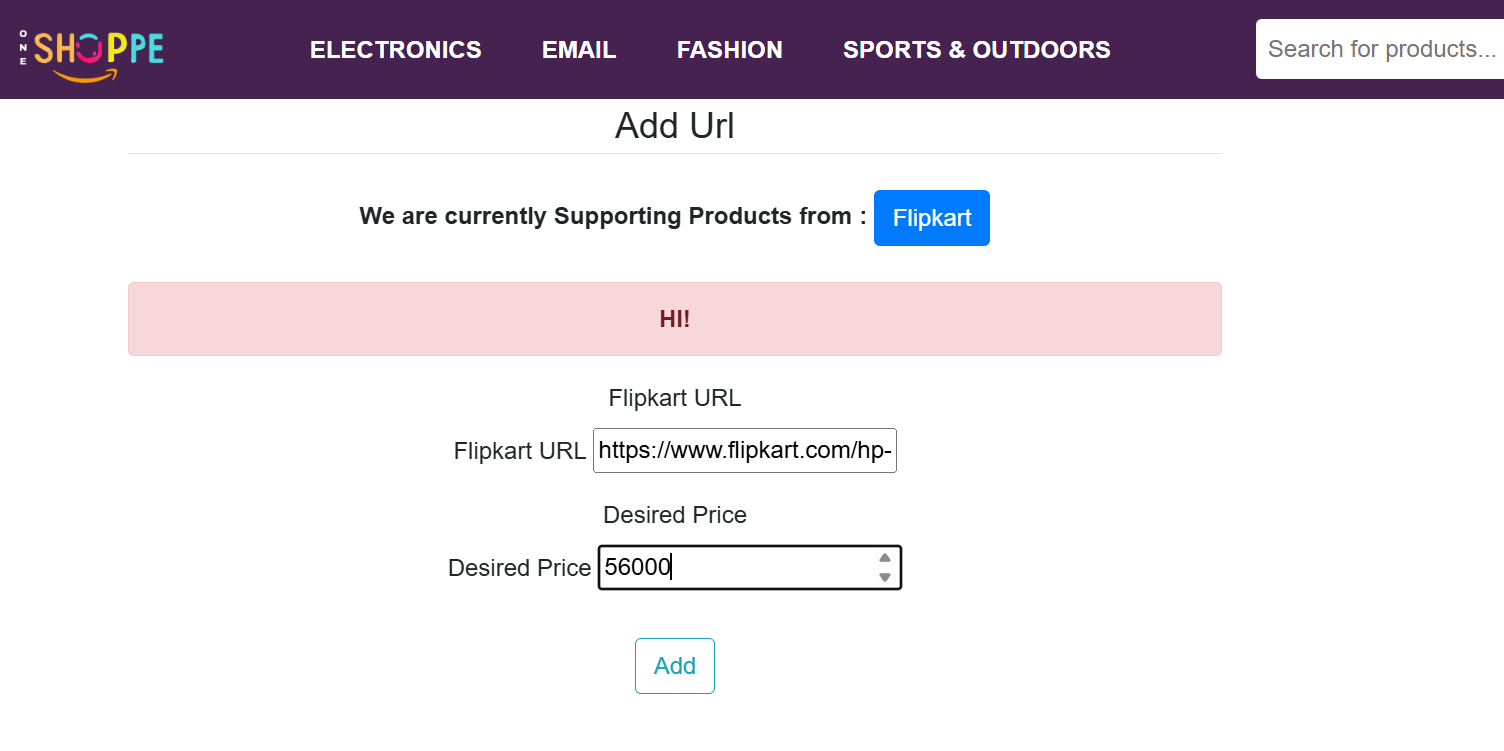 ONE SHOPPE ELECTRONICS EMAIL FASHION SPORTS & OUTDOORS Search for products...
Add Url
We are currently Supporting Products from : Flipkart
HI!
Flipkart URL
Flipkart URL https://www.flipkart.com/hp-
Desired Price
Desired Price 56000
Add